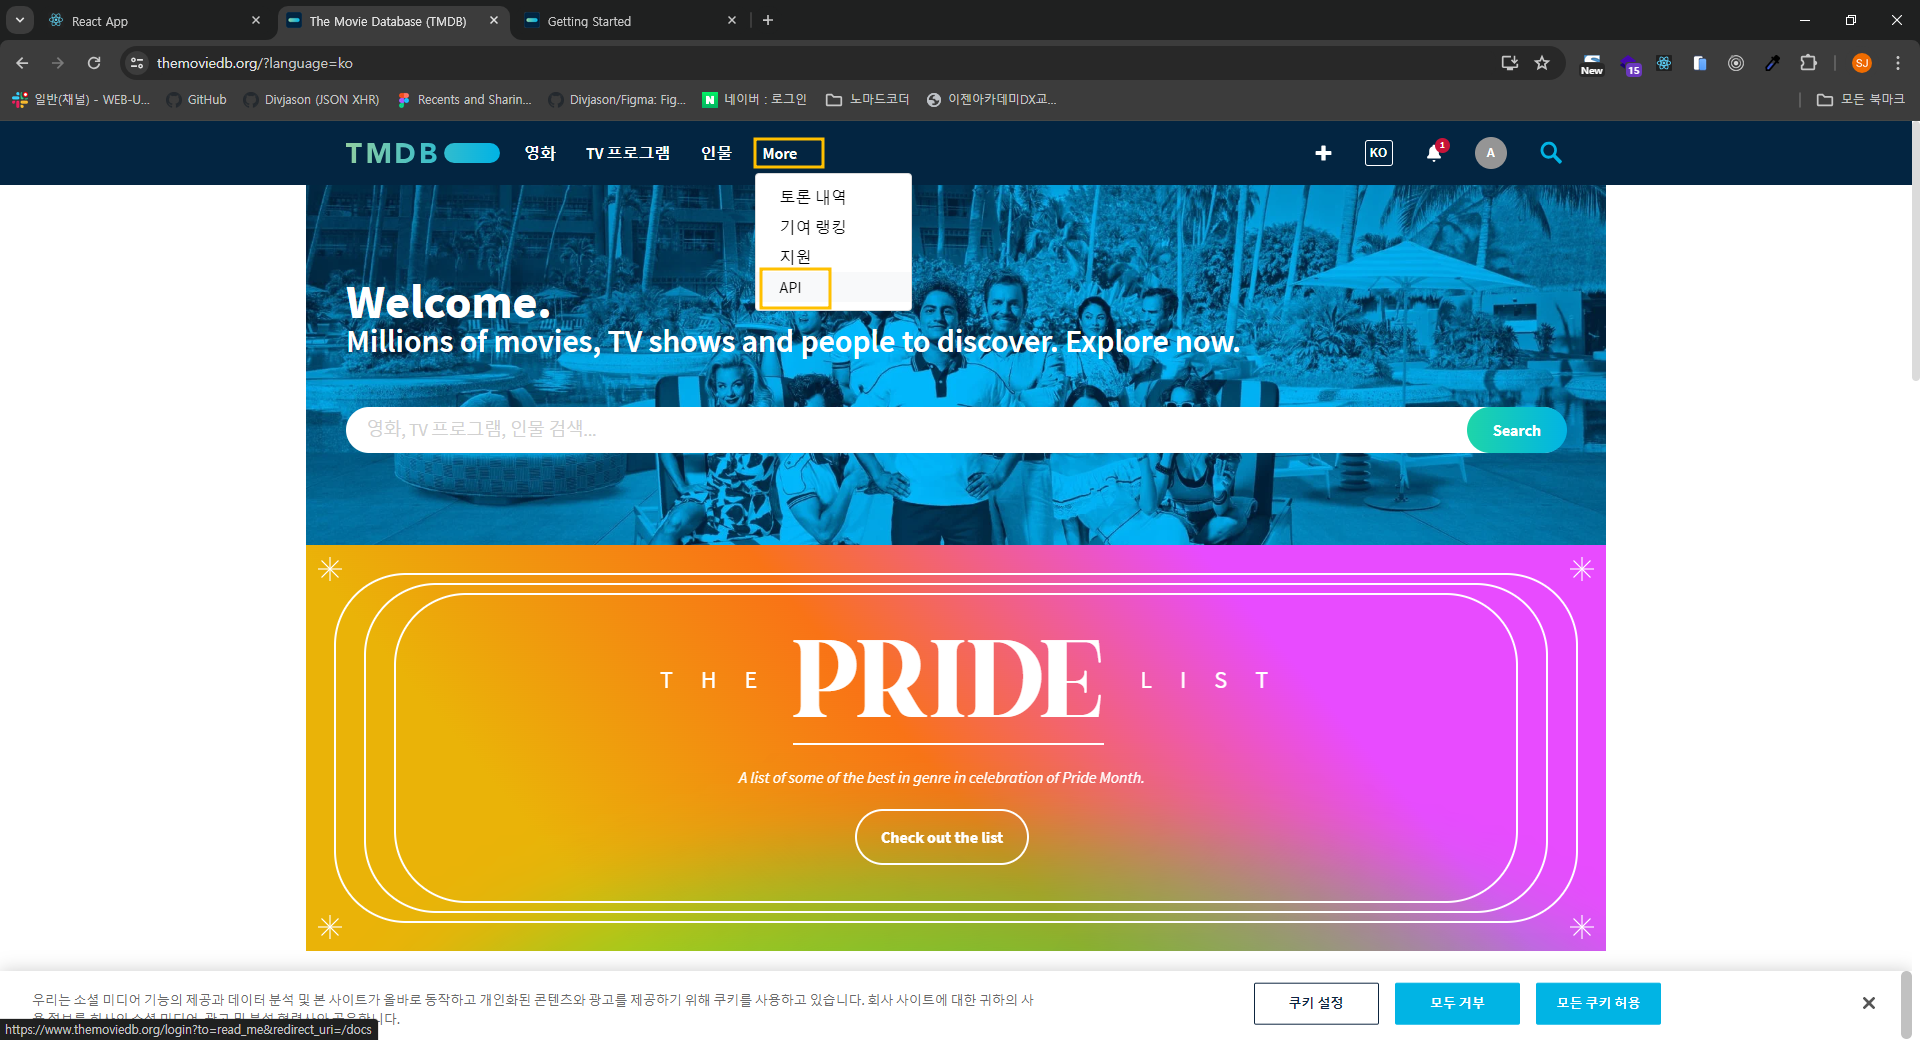 React App
The Movie Database (TMDB)
Getting Started
themoviedb.org/?language=ko
New
15
SJ
일반(채널) - WEB-U...
GitHub
Divjason (JSON XHR)
Recents and Sharin...
Divjason/Figma: Fig...
N
네이버 : 로그인
노마드코더
이젠아카데미DX교...
모든 북마크
TMDB
영화
TV 프로그램
인물
More
KO
1
A
토론 내역
기여 랭킹
지원
API
Welcome.
Millions of movies, TV shows and people to discover. Explore now.
영화, TV 프로그램, 인물 검색...
Search
THE PRIDE LIST
A list of some of the best in genre in celebration of Pride Month.
Check out the list
우리는 소셜 미디어 기능의 제공과 데이터 분석 및 본 사이트가 올바로 동작하고 개인화된 콘텐츠와 광고를 제공하기 위해 쿠키를 사용하고 있습니다. 회사 사이트에 대한 귀하의 사
니다.
쿠키 설정
모두 거부
모든 쿠키 허용
https://www.themoviedb.org/login?to=read_me&redirect_uri=/docs